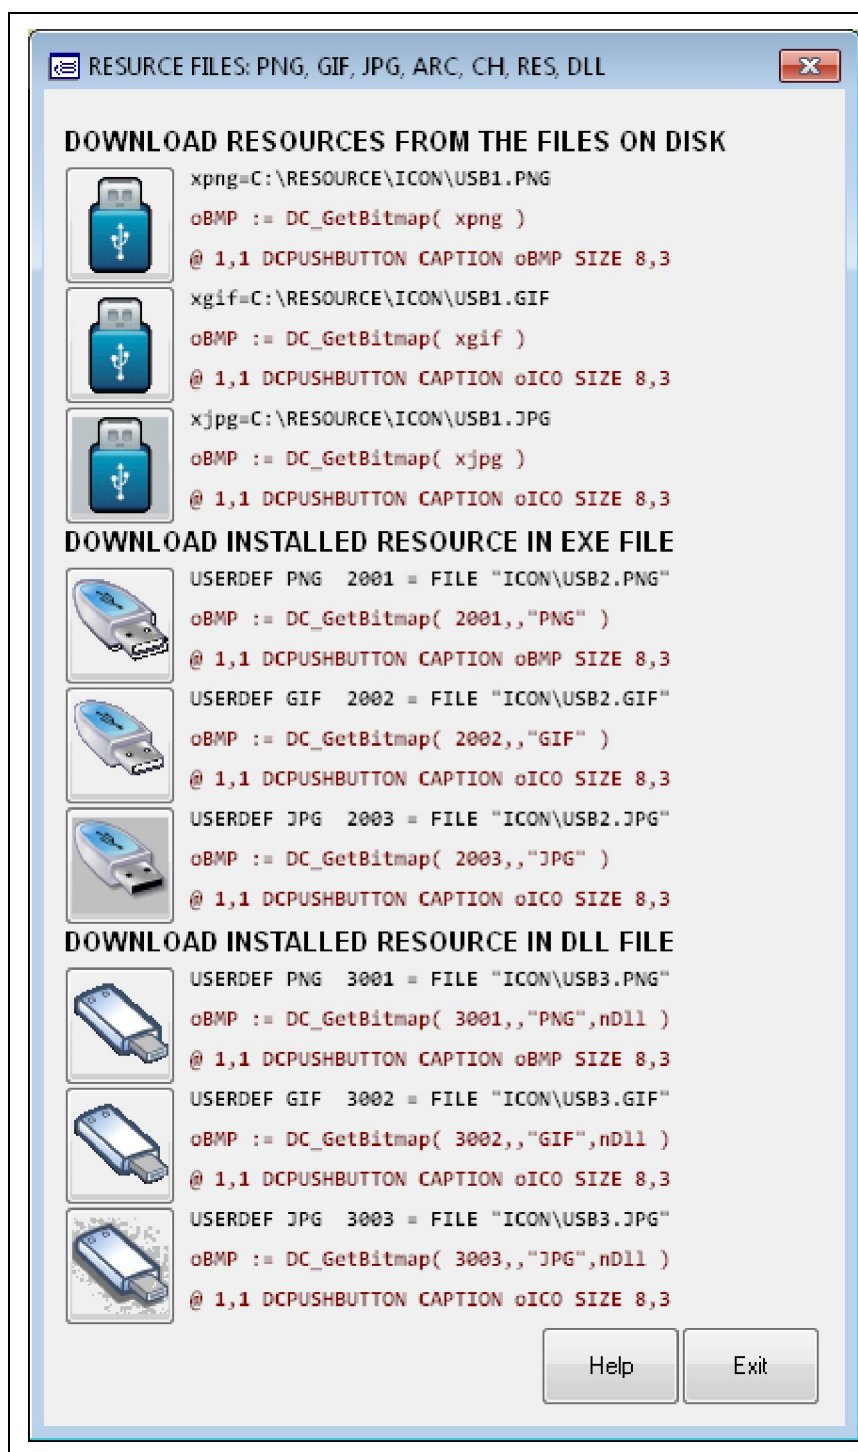 RESURCE FILES: PNG, GIF, JPG, ARC, CH, RES, DLL
DOWNLOAD RESOURCES FROM THE FILES ON DISK
xpng=C:\RESOURCE\ICON\USB1.PNG
oBMP := DC_GetBitmap( xpng )
@ 1,1 DCPUSHBUTTON CAPTION oBMP SIZE 8,3
xgif=C:\RESOURCE\ICON\USB1.GIF
oBMP := DC_GetBitmap( xgif )
@ 1,1 DCPUSHBUTTON CAPTION oICO SIZE 8,3
xjpg=C:\RESOURCE\ICON\USB1.JPG
oBMP := DC_GetBitmap( xjpg )
@ 1,1 DCPUSHBUTTON CAPTION oICO SIZE 8,3
DOWNLOAD INSTALLED RESOURCE IN EXE FILE
USERDEF PNG  2001 = FILE "ICON\USB2.PNG"
oBMP := DC_GetBitmap( 2001,,"PNG" )
@ 1,1 DCPUSHBUTTON CAPTION oBMP SIZE 8,3
USERDEF GIF  2002 = FILE "ICON\USB2.GIF"
oBMP := DC_GetBitmap( 2002,,"GIF" )
@ 1,1 DCPUSHBUTTON CAPTION oICO SIZE 8,3
USERDEF JPG  2003 = FILE "ICON\USB2.JPG"
oBMP := DC_GetBitmap( 2003,,"JPG" )
@ 1,1 DCPUSHBUTTON CAPTION oICO SIZE 8,3
DOWNLOAD INSTALLED RESOURCE IN DLL FILE
USERDEF PNG  3001 = FILE "ICON\USB3.PNG"
oBMP := DC_GetBitmap( 3001,,"PNG",nDll )
@ 1,1 DCPUSHBUTTON CAPTION oBMP SIZE 8,3
USERDEF GIF  3002 = FILE "ICON\USB3.GIF"
oBMP := DC_GetBitmap( 3002,,"GIF",nDll )
@ 1,1 DCPUSHBUTTON CAPTION oICO SIZE 8,3
USERDEF JPG  3003 = FILE "ICON\USB3.JPG"
oBMP := DC_GetBitmap( 3003,,"JPG",nDll )
@ 1,1 DCPUSHBUTTON CAPTION oICO SIZE 8,3
Help Exit